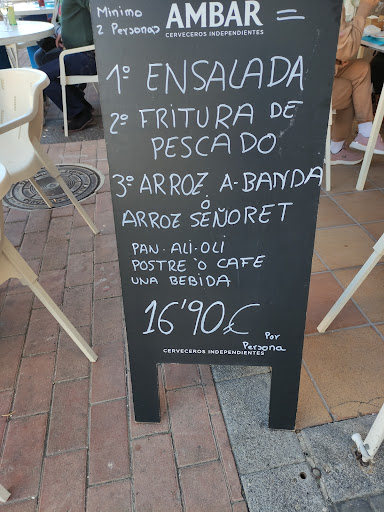 Minimo
2 Personas
AMBAR
CERVECEROS INDEPENDIENTES
1º ENSALADA
2º FRITURA DE
PESCADO
3º ARROZ A-BANDA
Ó
ARROZ SEÑORET
PAN - ALI-OLI
POSTRE Ó CAFE
UNA BEBIDA
16'90€
Por
Persona
CERVECEROS INDEPENDIENTES